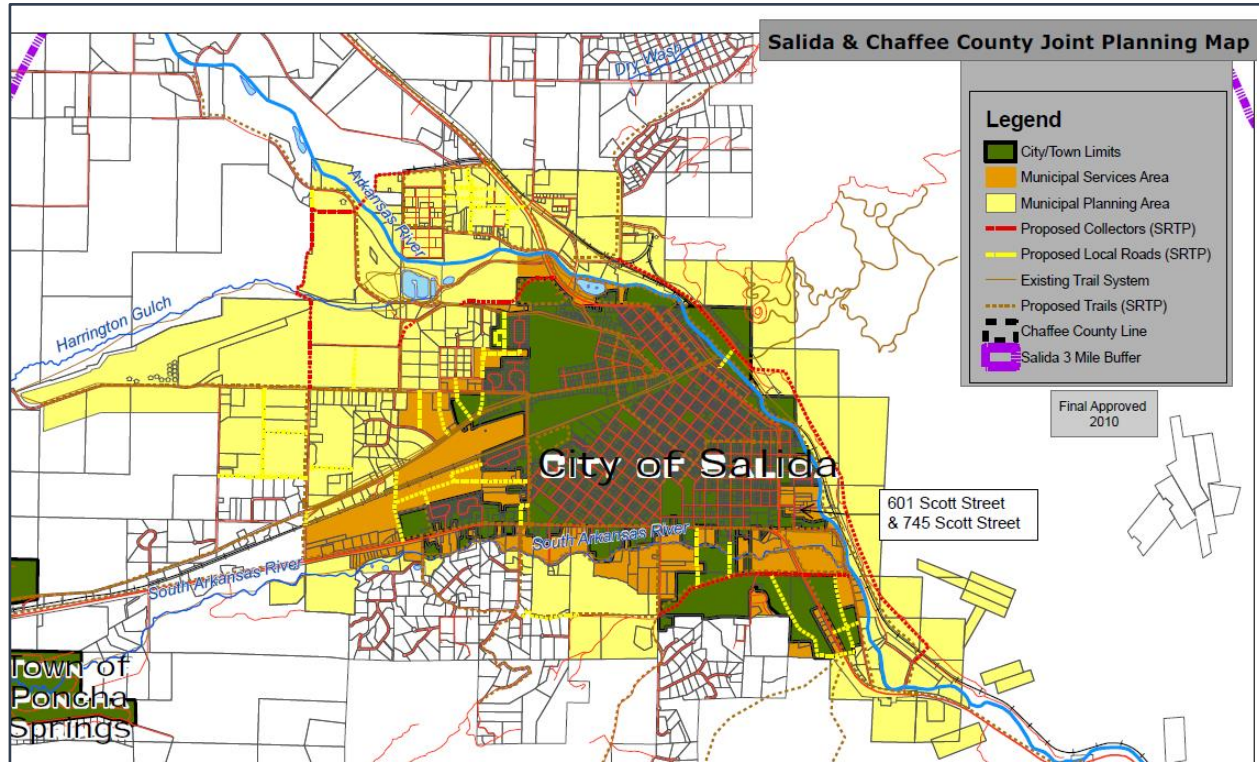 Salida & Chaffee County Joint Planning Map
Dry Wash
Legend
City/Town Limits
Municipal Services Area
Municipal Planning Area
Proposed Collectors (SRTP)
Proposed Local Roads (SRTP)
Existing Trail System
Proposed Trails (SRTP)
Chaffee County Line
Salida 3 Mile Buffer
Arkansas River
Harrington Gulch
Final Approved
2010
City of Salida
601 Scott Street
& 745 Scott Street
South Arkansas River
South Arkansas River
Town of
Poncha
Springs